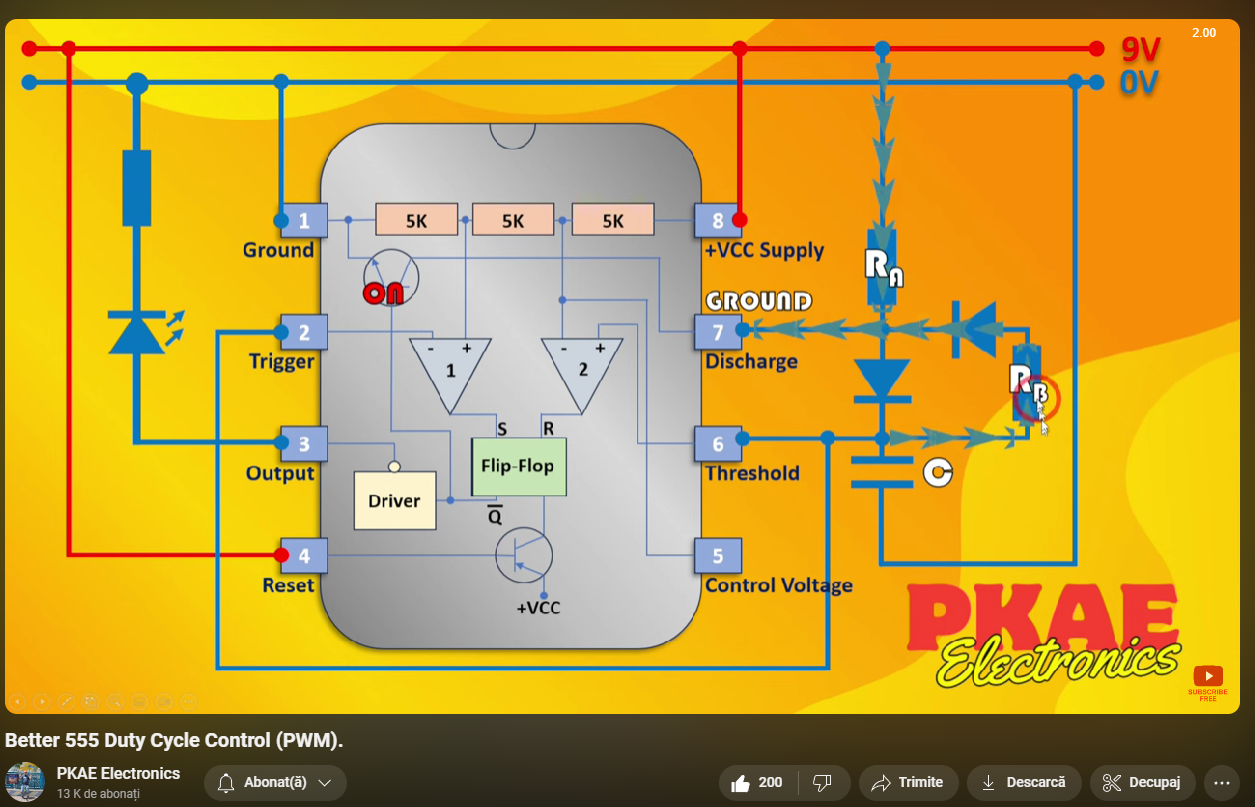 2.00
9V
0V
1
5K
5K
5K
8
Ground
+VCC Supply
RA
ON
GROUND
2
- +
- +
7
Trigger
1
2
Discharge
RB
S
R
3
Flip-Flop
6
Output
Driver
Threshold
C
Q
4
5
Reset
Control Voltage
+VCC
PKAE
Electronics
SUBSCRIBE
FREE
Better 555 Duty Cycle Control (PWM).
PKAE Electronics
13 K de abonați
Abonat(ă)
200
Trimite
Descarcă
Decupaj